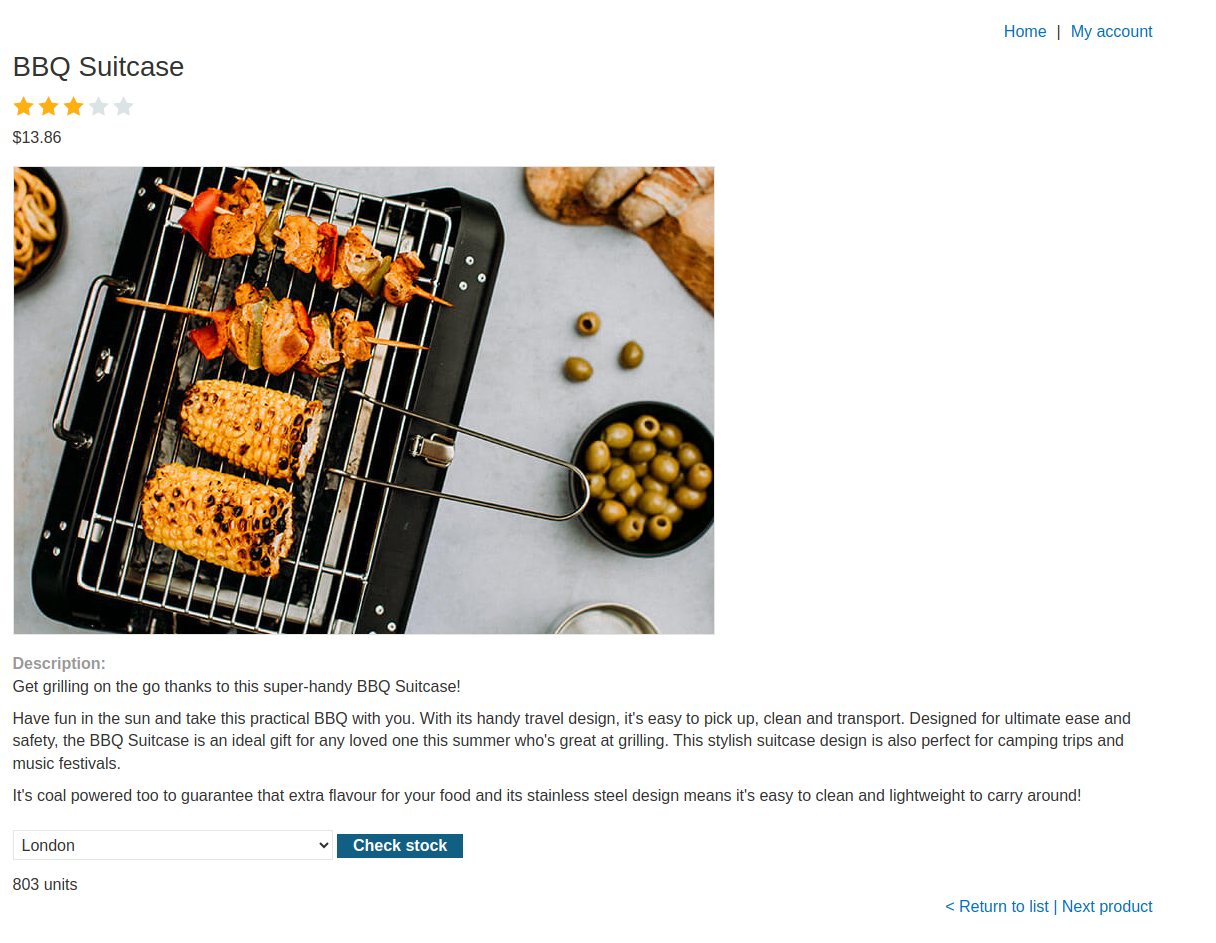 Home | My account
BBQ Suitcase
$13.86
Description:
Get grilling on the go thanks to this super-handy BBQ Suitcase!
Have fun in the sun and take this practical BBQ with you. With its handy travel design, it's easy to pick up, clean and transport. Designed for ultimate ease and
safety, the BBQ Suitcase is an ideal gift for any loved one this summer who's great at grilling. This stylish suitcase design is also perfect for camping trips and
music festivals.
It's coal powered too to guarantee that extra flavour for your food and its stainless steel design means it's easy to clean and lightweight to carry around!
London Check stock
803 units
< Return to list | Next product